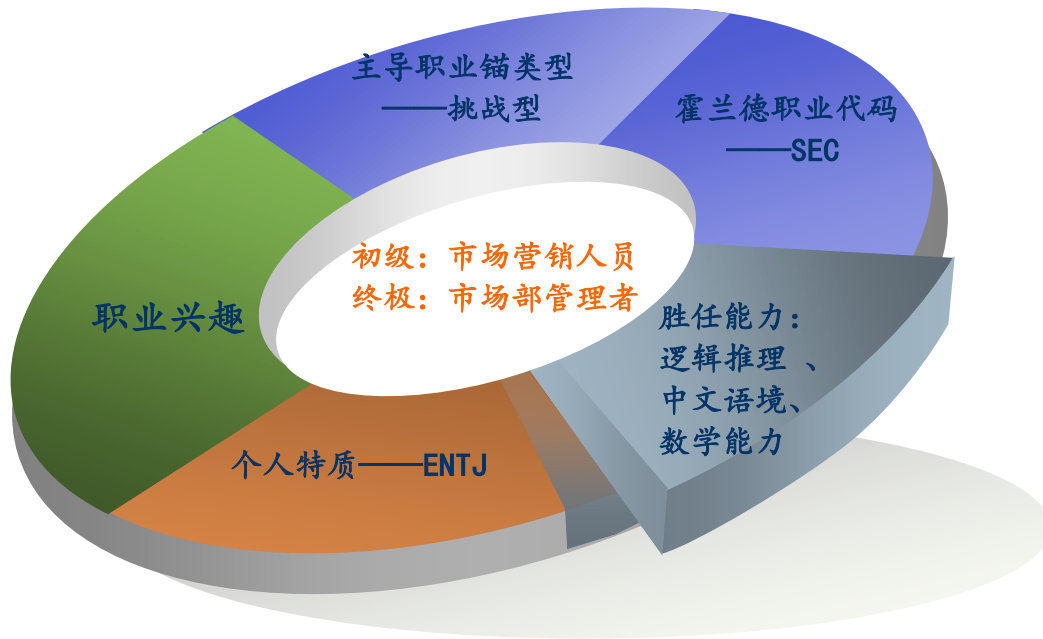 主导职业锚类型
——挑战型
霍兰德职业代码
——SEC
初级：市场营销人员
终极：市场部管理者
职业兴趣
胜任能力：
逻辑推理 、
中文语境、
数学能力
个人特质——ENTJ